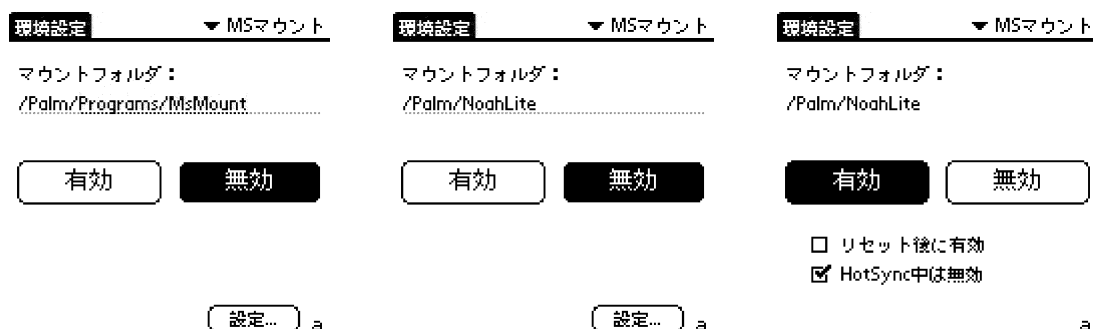 環境設定 ▼ MSマウント
マウントフォルダ：
/Palm/Programs/MsMount
有効 無効
設定... a
環境設定 ▼ MSマウント
マウントフォルダ：
/Palm/NoahLite
有効 無効
設定... a
環境設定 ▼ MSマウント
マウントフォルダ：
/Palm/NoahLite
有効 無効
リセット後に有効
HotSync中は無効
a